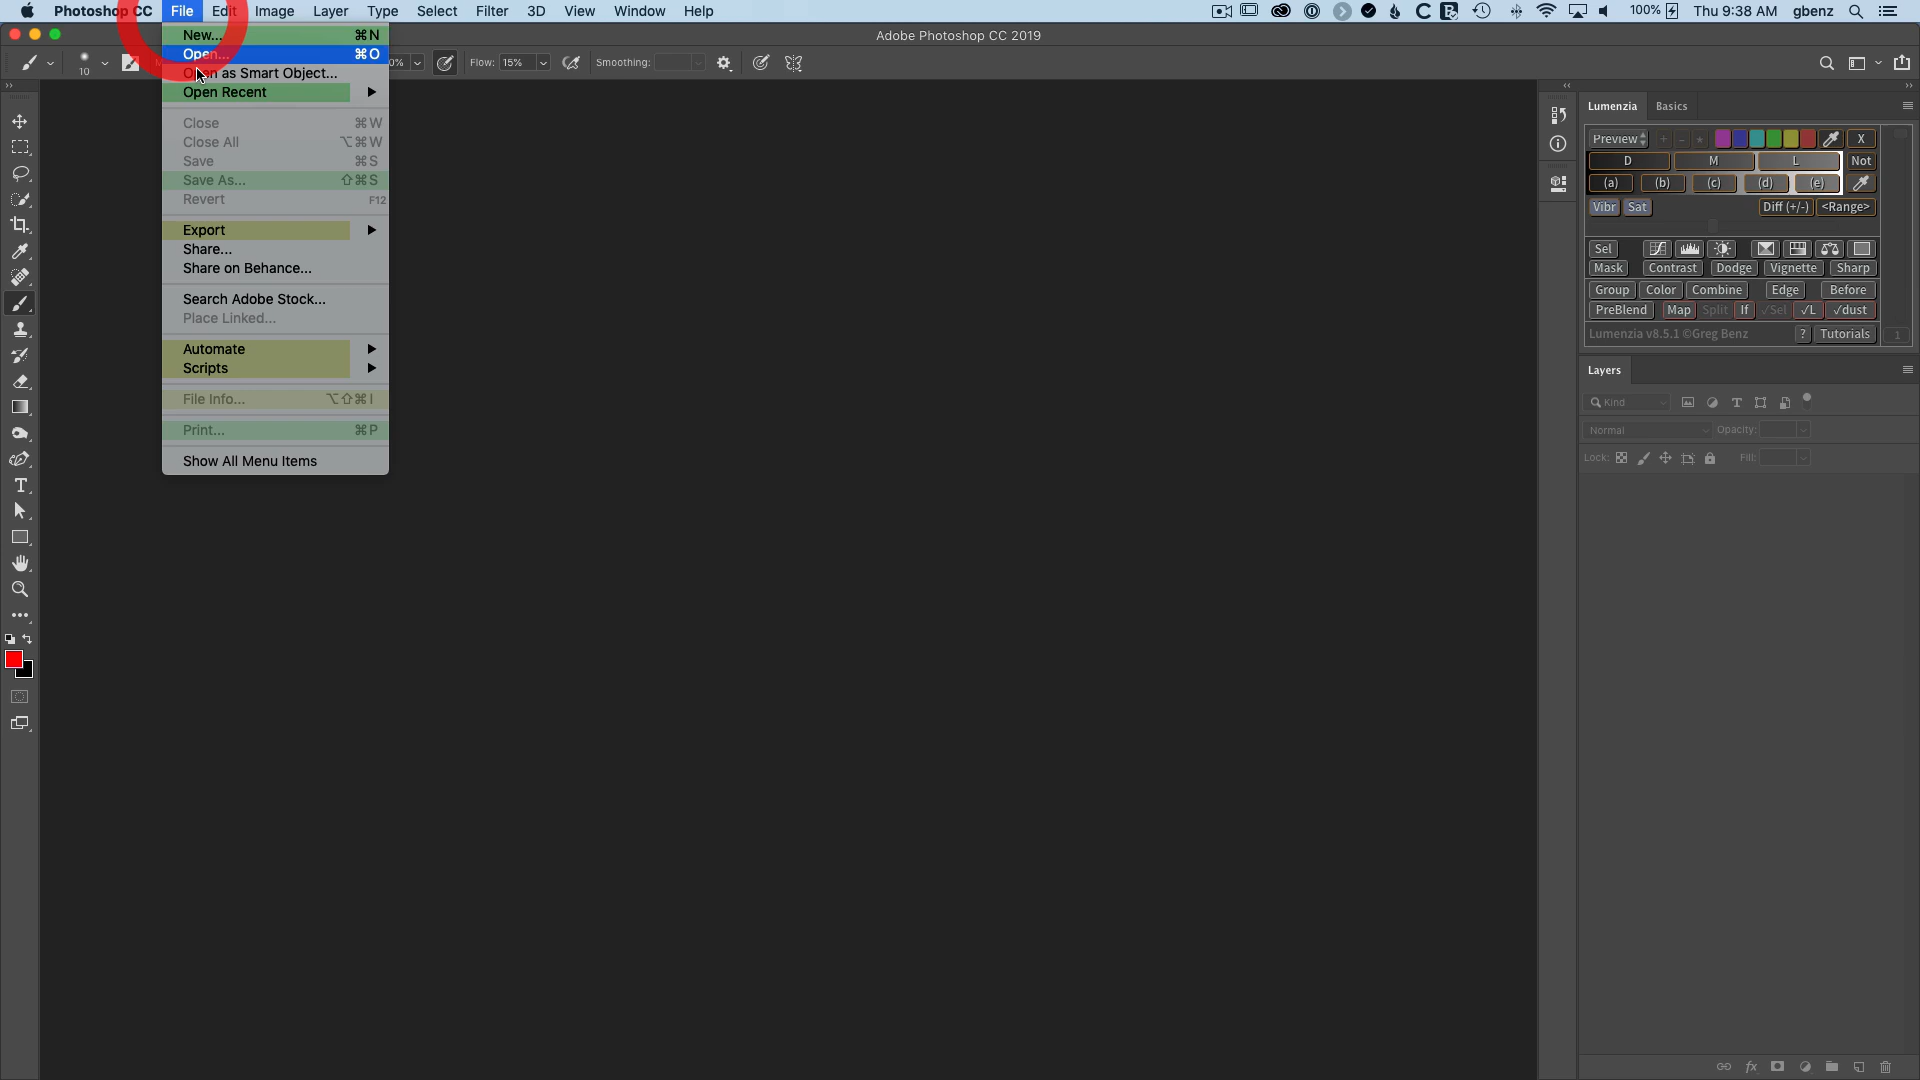 Photoshop CC File Edit Image Layer Type Select Filter 3D View Window Help 100% Thu 9:38 AM gbenz
Adobe Photoshop CC 2019
10 0% Flow: 15% Smoothing:
New... ⌘N
Open... ⌘O
Open as Smart Object...
Open Recent
Close ⌘W
Close All ⌥⌘W
Save ⌘S
Save As... ⇧⌘S
Revert F12
Export
Share...
Share on Behance...
Search Adobe Stock...
Place Linked...
Automate
Scripts
File Info... ⌥⇧⌘I
Print... ⌘P
Show All Menu Items
Lumenzia Basics
Preview + - ★ X
D M L Not
(a) (b) (c) (d) (e)
Vibr Sat Diff (+/-) <Range>
Sel
Mask Contrast Dodge Vignette Sharp
Group Color Combine Edge Before
PreBlend Map Split If √Sel √L √dust
Lumenzia v8.5.1 ©Greg Benz ? Tutorials 1
Layers
Kind
Normal Opacity:
Lock: Fill: